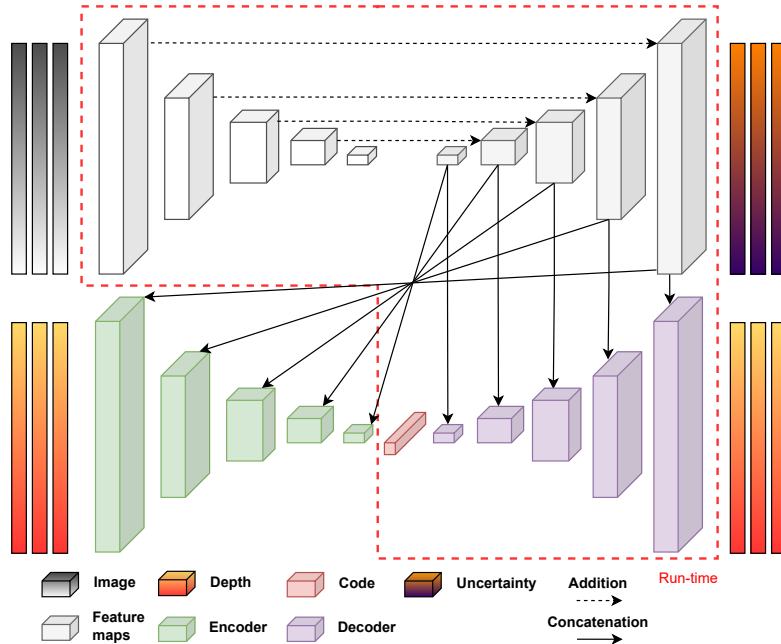 Run-time
Image
Depth
Code
Uncertainty
Addition
Feature
maps
Encoder
Decoder
Concatenation